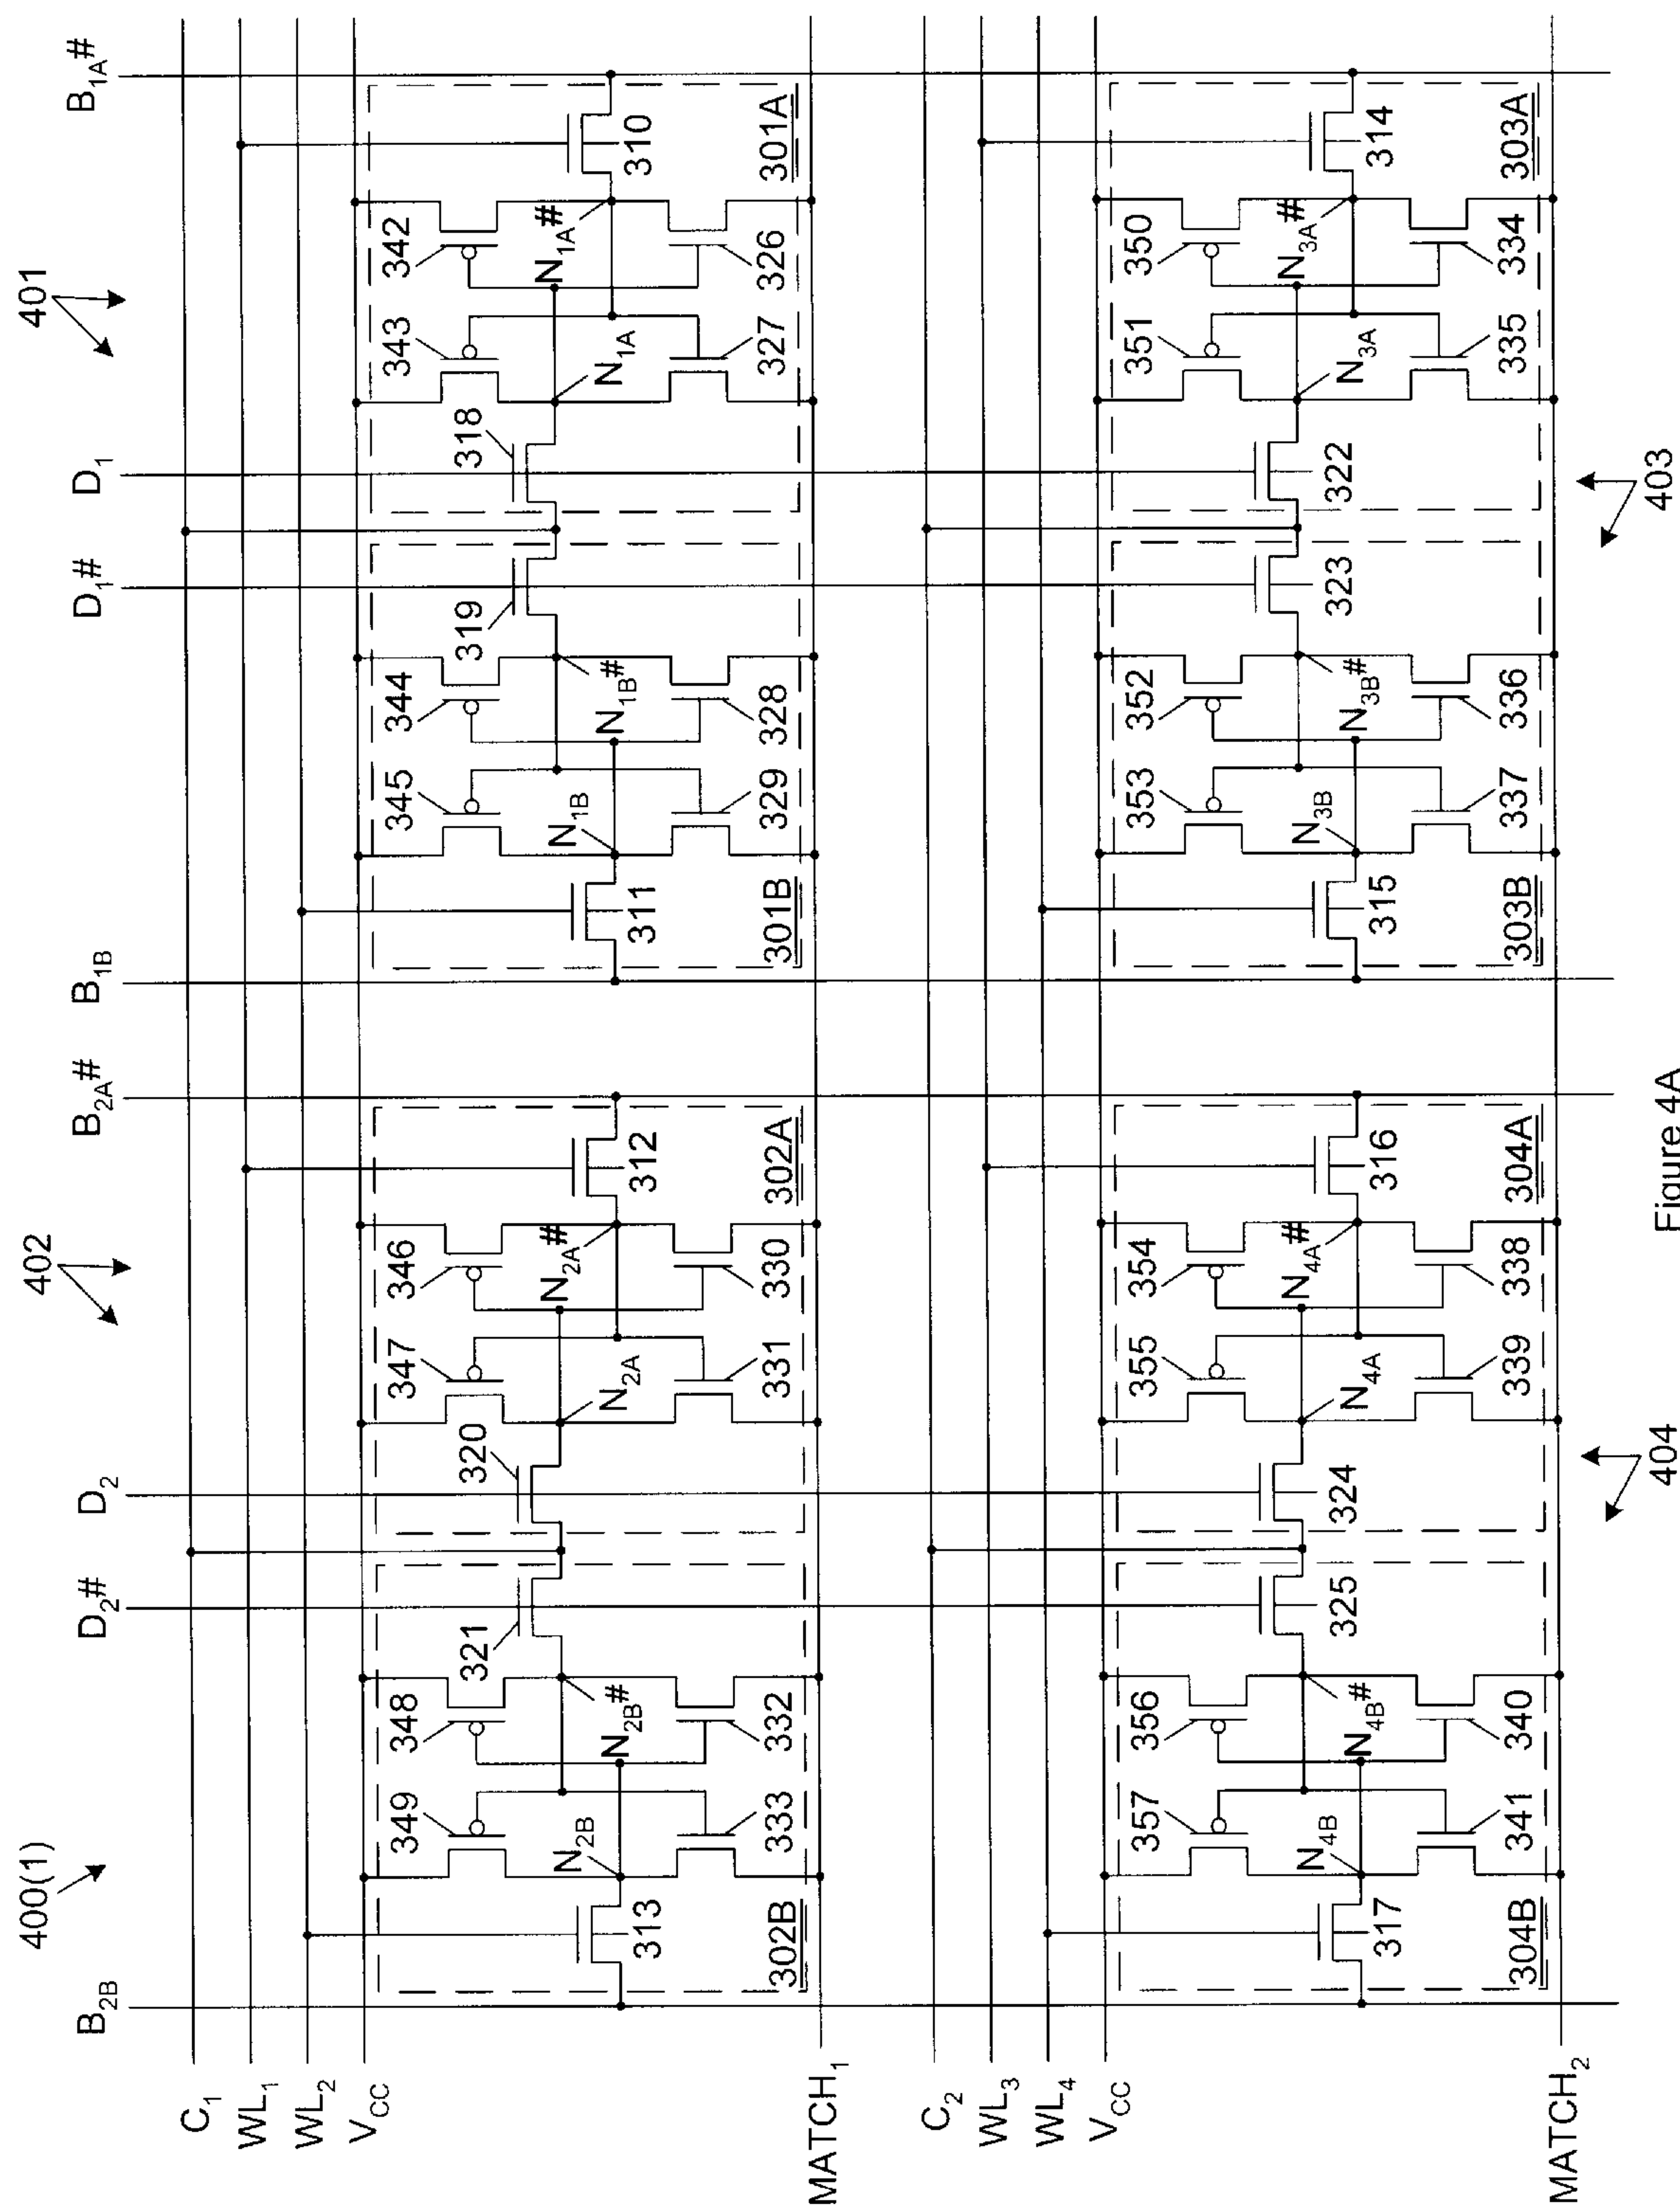 400(1)
402
401
B2B
D2#
D2
B2A#
B1B
D1#
D1
B1A#
C1
WL1
WL2
VCC
MATCH1
349
348
321
320
347
346
345
344
319
318
343
342
N2B
N2B#
N2A
N2A#
N1B
N1B#
N1A
N1A#
313
333
332
331
330
312
311
329
328
327
326
310
302B
302A
301B
301A
C2
WL3
WL4
VCC
MATCH2
357
356
355
354
353
352
351
350
N4B
N4B#
N4A
N4A#
N3B
N3B#
N3A
N3A#
317
341
340
325
324
339
338
316
315
337
336
323
322
335
334
314
304B
304A
303B
303A
404
403
Figure 4A